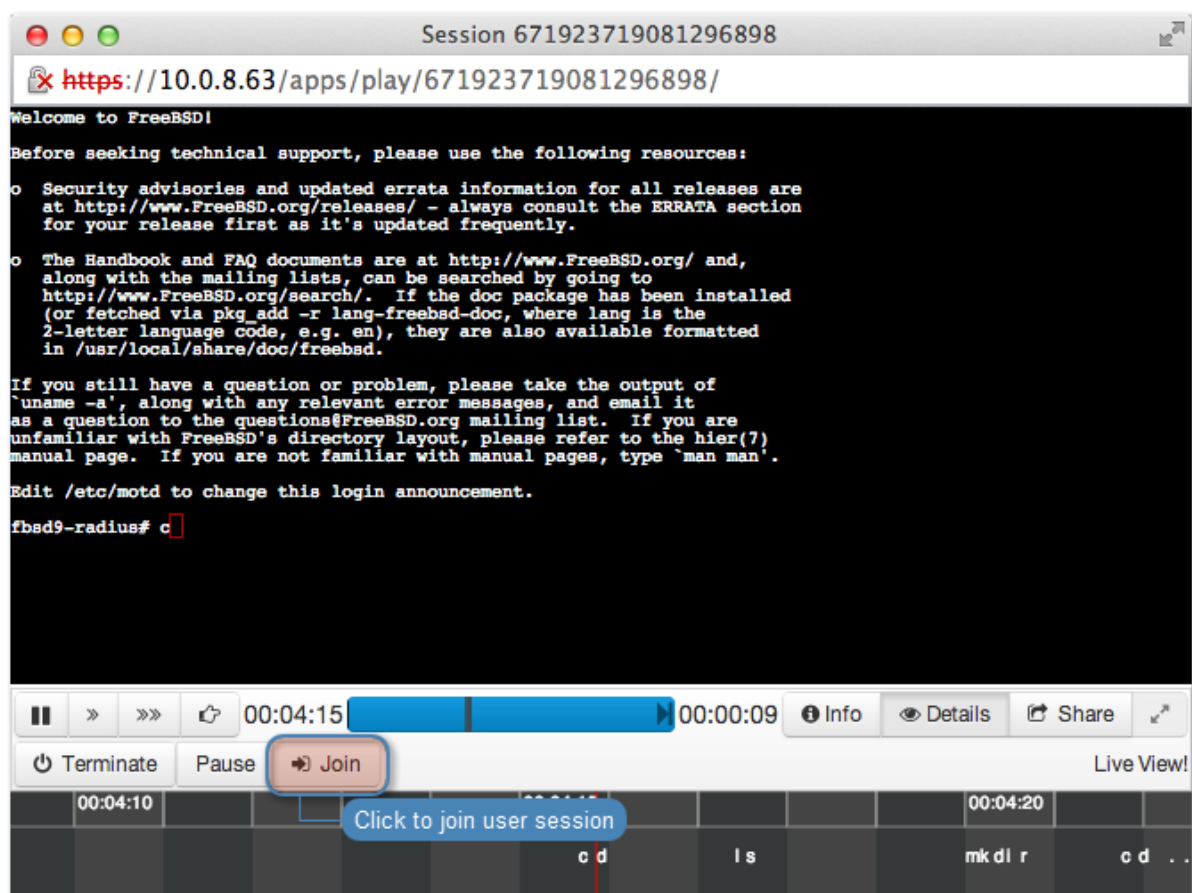 Session 671923719081296898
https://10.0.8.63/apps/play/671923719081296898/
Welcome to FreeBSD!
Before seeking technical support, please use the following resources:
o  Security advisories and updated errata information for all releases are
at http://www.FreeBSD.org/releases/ - always consult the ERRATA section
for your release first as it's updated frequently.
o  The Handbook and FAQ documents are at http://www.FreeBSD.org/ and,
along with the mailing lists, can be searched by going to
http://www.FreeBSD.org/search/.  If the doc package has been installed
(or fetched via pkg_add -r lang-freebsd-doc, where lang is the
2-letter language code, e.g. en), they are also available formatted
in /usr/local/share/doc/freebsd.
If you still have a question or problem, please take the output of
`uname -a', along with any relevant error messages, and email it
as a question to the questions@FreeBSD.org mailing list.  If you are
unfamiliar with FreeBSD's directory layout, please refer to the hier(7)
manual page.  If you are not familiar with manual pages, type `man man'.
Edit /etc/motd to change this login announcement.
fbsd9-radius# c
00:04:15 00:00:09 Info Details Share
Terminate Pause Join Live View!
00:04:10 00:04:20
Click to join user session
cd ls mkdir cd ..